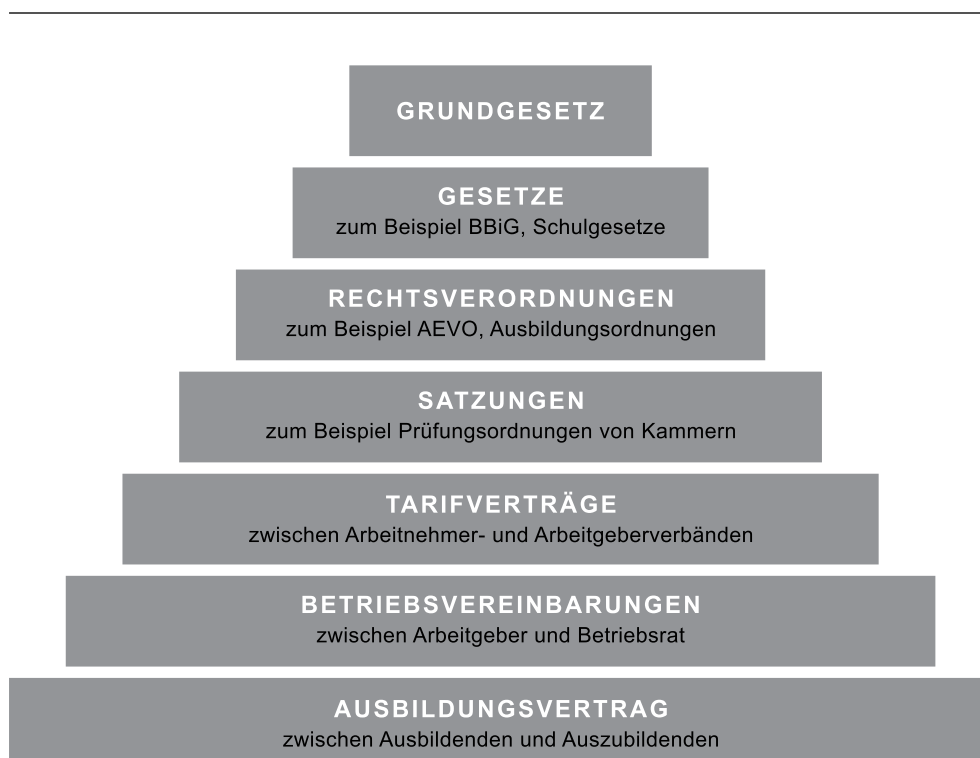 GRUNDGESETZ
GESETZE
zum Beispiel BBiG, Schulgesetze
RECHTSVERORDNUNGEN
zum Beispiel AEVO, Ausbildungsordnungen
SATZUNGEN
zum Beispiel Prüfungsordnungen von Kammern
TARIFVERTRÄGE
zwischen Arbeitnehmer- und Arbeitgeberverbänden
BETRIEBSVEREINBARUNGEN
zwischen Arbeitgeber und Betriebsrat
AUSBILDUNGSVERTRAG
zwischen Ausbildenden und Auszubildenden